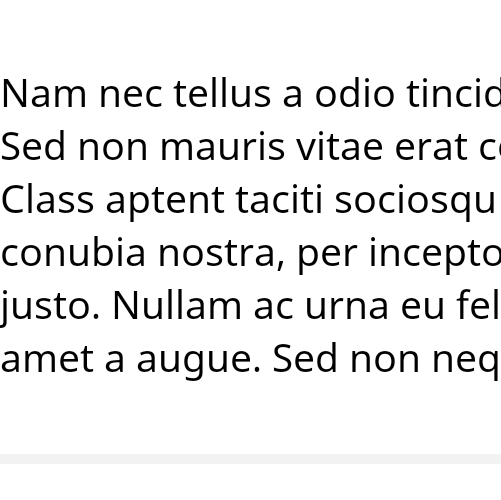 Nam nec tellus a odio tincid
Sed non mauris vitae erat c
Class aptent taciti sociosqu
conubia nostra, per incepto
justo. Nullam ac urna eu fel
amet a augue. Sed non neq